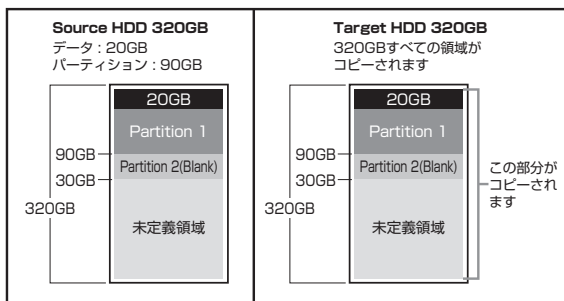 Source HDD 320GB
データ：20GB
パーティション：90GB
20GB
Partition 1
90GB
Partition 2(Blank)
30GB
320GB
未定義領域
Target HDD 320GB
320GBすべての領域が
コピーされます
20GB
Partition 1
90GB
Partition 2(Blank)
30GB
320GB
未定義領域
この部分が
コピーされ
ます